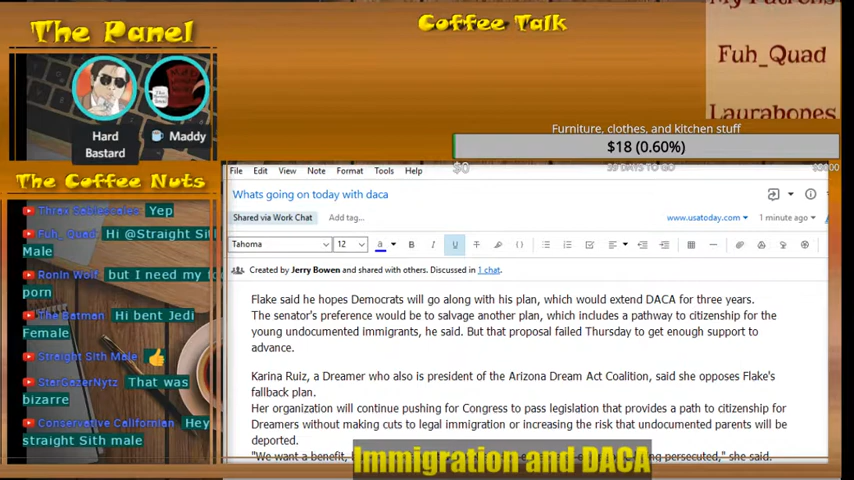 The Panel
Coffee Talk
My Patrons
Fuh_Quad
Laurabones
Hard
Bastard
Maddy
Furniture, clothes, and kitchen stuff
$18 (0.60%)
$0
39 DAYS TO GO
$3000
The Coffee Nuts
Thrax Sablescales Yep
Fuh_Quad Hi @Straight Sith
Male
Ronin Wolf but I need my
porn
The Batman Hi bent Jedi
Female
Straight Sith Male 👍
StarGazerNytz That was
bizarre
Conservative Californian Hey
straight Sith male
File Edit View Note Format Tools Help
Whats going on today with daca
Shared via Work Chat Add tag...
www.usatoday.com 1 minute ago
Tahoma 12 a B I U T
Created by Jerry Bowen and shared with others. Discussed in 1 chat.
Flake said he hopes Democrats will go along with his plan, which would extend DACA for three years.
The senator's preference would be to salvage another plan, which includes a pathway to citizenship for the
young undocumented immigrants, he said. But that proposal failed Thursday to get enough support to
advance.
Karina Ruiz, a Dreamer who also is president of the Arizona Dream Act Coalition, said she opposes Flake's
fallback plan.
Her organization will continue pushing for Congress to pass legislation that provides a path to citizenship for
Dreamers without making cuts to legal immigration or increasing the risk that undocumented parents will be
deported.
"We want a benefit, persecuted," she said.
Immigration and DACA